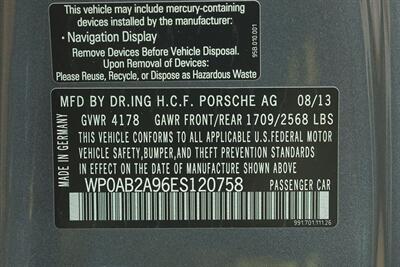 This vehicle may include mercury-containing
devices installed by the manufacturer:
• Navigation Display
Remove Devices Before Vehicle Disposal.
Upon Removal of Devices:
Please Reuse, Recycle, or Dispose as Hazardous Waste
95B.010.001
MFD BY DR.ING H.C.F. PORSCHE AG 08/13
GVWR 4178 GAWR FRONT/REAR 1709/2568 LBS
THIS VEHICLE CONFORMS TO ALL APPLICABLE U.S.FEDERAL MOTOR
VEHICLE SAFETY,BUMPER,AND THEFT PREVENTION STANDARDS
IN EFFECT ON THE DATE OF MANUFACTURE SHOWN ABOVE
WP0AB2A96ES120758 PASSENGER CAR
MADE IN GERMANY
991.701.111.26